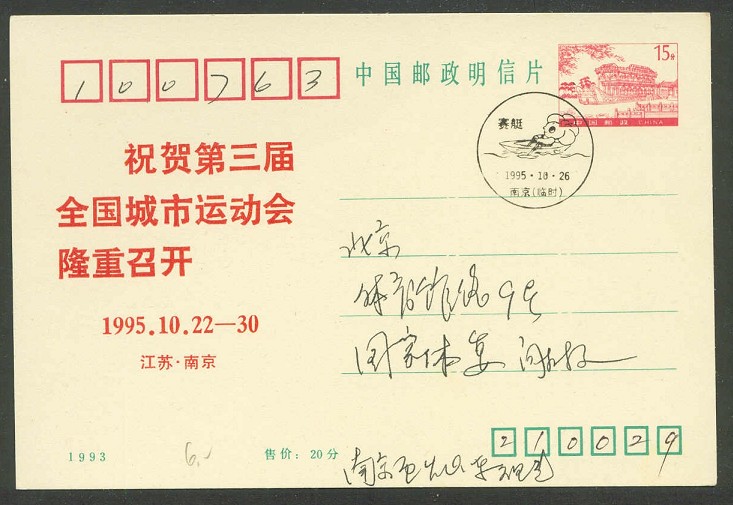 100763
中国邮政明信片
15分
中国邮政 CHINA
赛艇
1995·10·26
南京(临时)
祝贺第三届
全国城市运动会
隆重召开
1995.10.22—30
江苏·南京
北京
体育馆路9号
国家体委
210029
1993
6.-
售价: 20分
南京